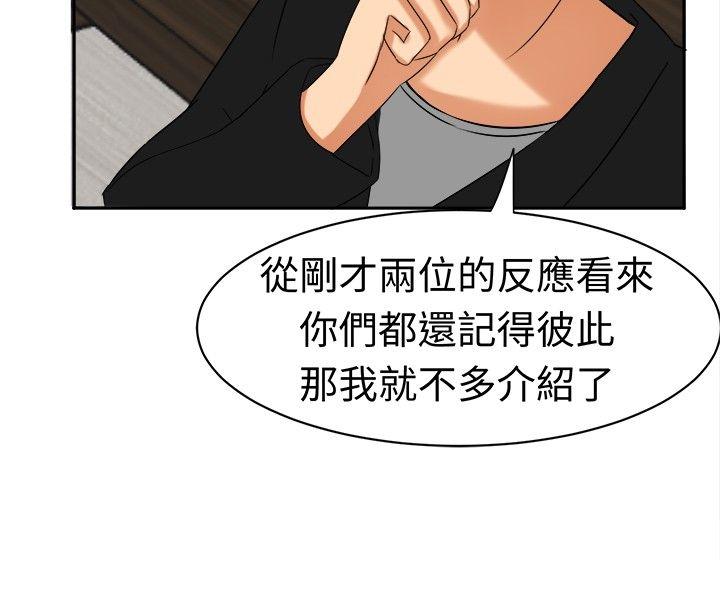 從剛才兩位的反應看來
你們都還記得彼此
那我就不多介紹了